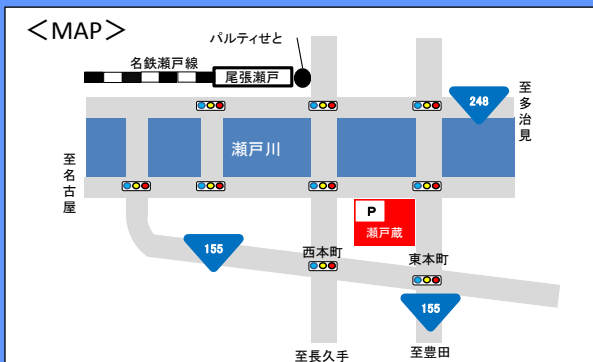 ＜MAP＞
パルティせと
名鉄瀬戸線
尾張瀬戸
248
至多治見
瀬戸川
至名古屋
P
瀬戸蔵
155
西本町
東本町
155
至長久手
至豊田